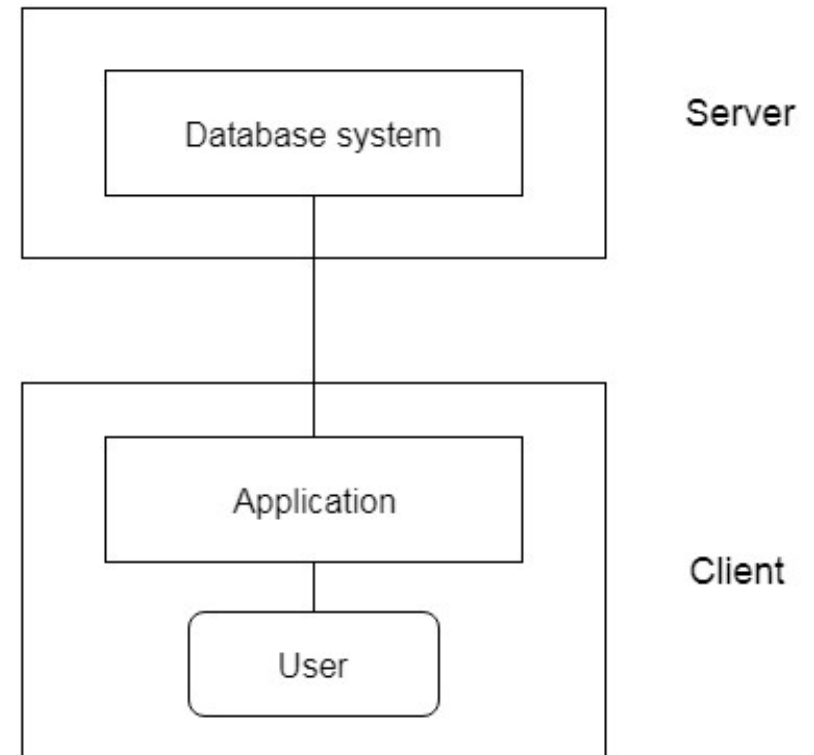 Database system
Server
Application
Client
User